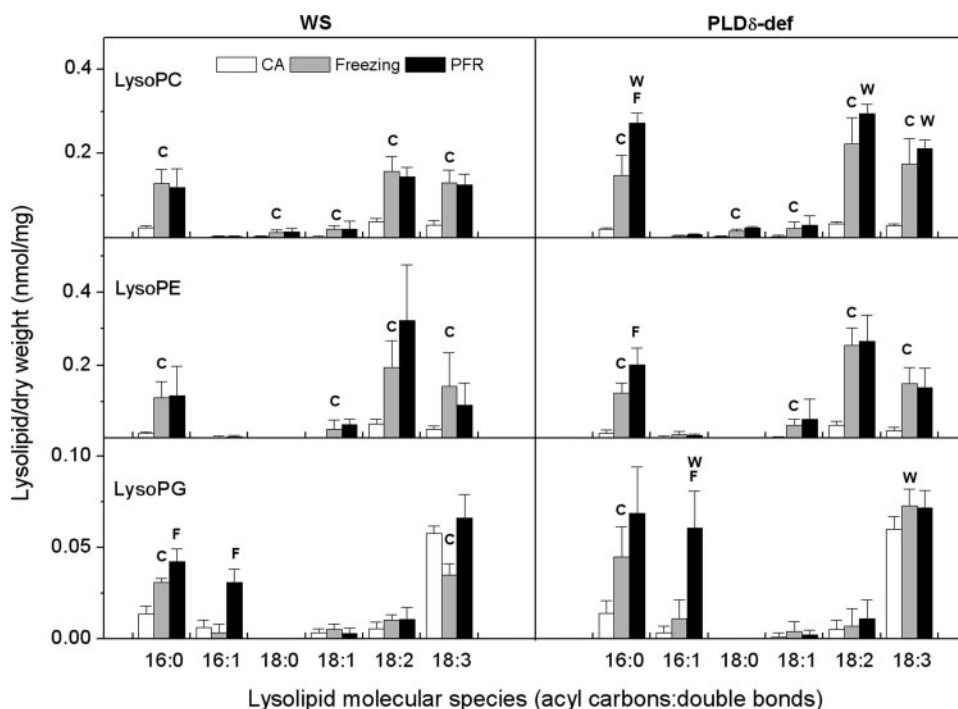 WS PLDδ-def
CA Freezing PFR
LysoPC
0.4
0.2
C C C C C
C W F C C C W C W
LysoPE
0.4
0.2
C C C C
C F C C C
LysoPG
0.10
0.05
0.00
C F F C
C W F W
16:0 16:1 18:0 18:1 18:2 18:3 16:0 16:1 18:0 18:1 18:2 18:3
Lysolipid/dry weight (nmol/mg)
Lysolipid molecular species (acyl carbons:double bonds)